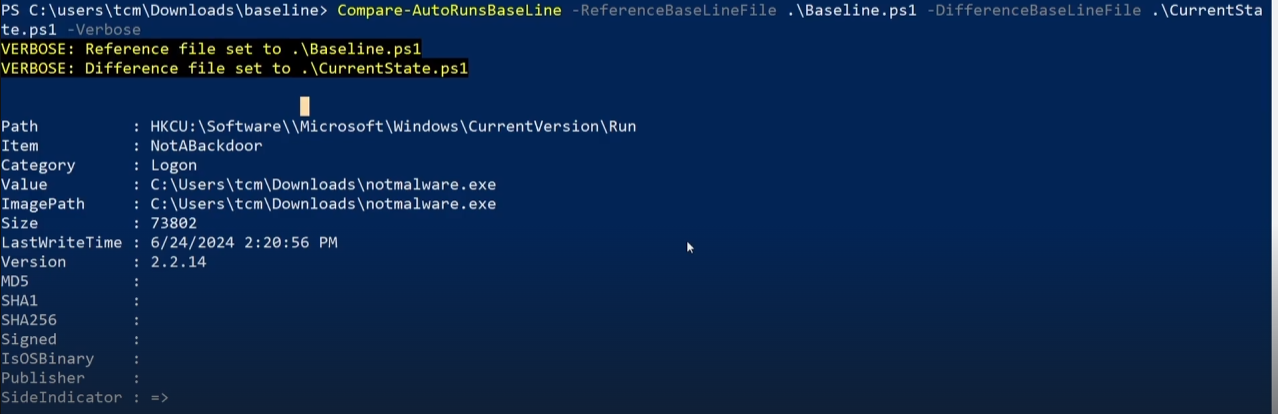 PS C:\users\tcm\Downloads\baseline> Compare-AutoRunsBaseLine -ReferenceBaseLineFile .\Baseline.ps1 -DifferenceBaseLineFile .\CurrentSta
te.ps1 -Verbose
VERBOSE: Reference file set to .\Baseline.ps1
VERBOSE: Difference file set to .\CurrentState.ps1
Path          : HKCU:\Software\\Microsoft\Windows\CurrentVersion\Run
Item          : NotABackdoor
Category      : Logon
Value         : C:\Users\tcm\Downloads\notmalware.exe
ImagePath     : C:\Users\tcm\Downloads\notmalware.exe
Size          : 73802
LastWriteTime : 6/24/2024 2:20:56 PM
Version       : 2.2.14
MD5           :
SHA1          :
SHA256        :
Signed        :
IsOSBinary    :
Publisher     :
SideIndicator : =>